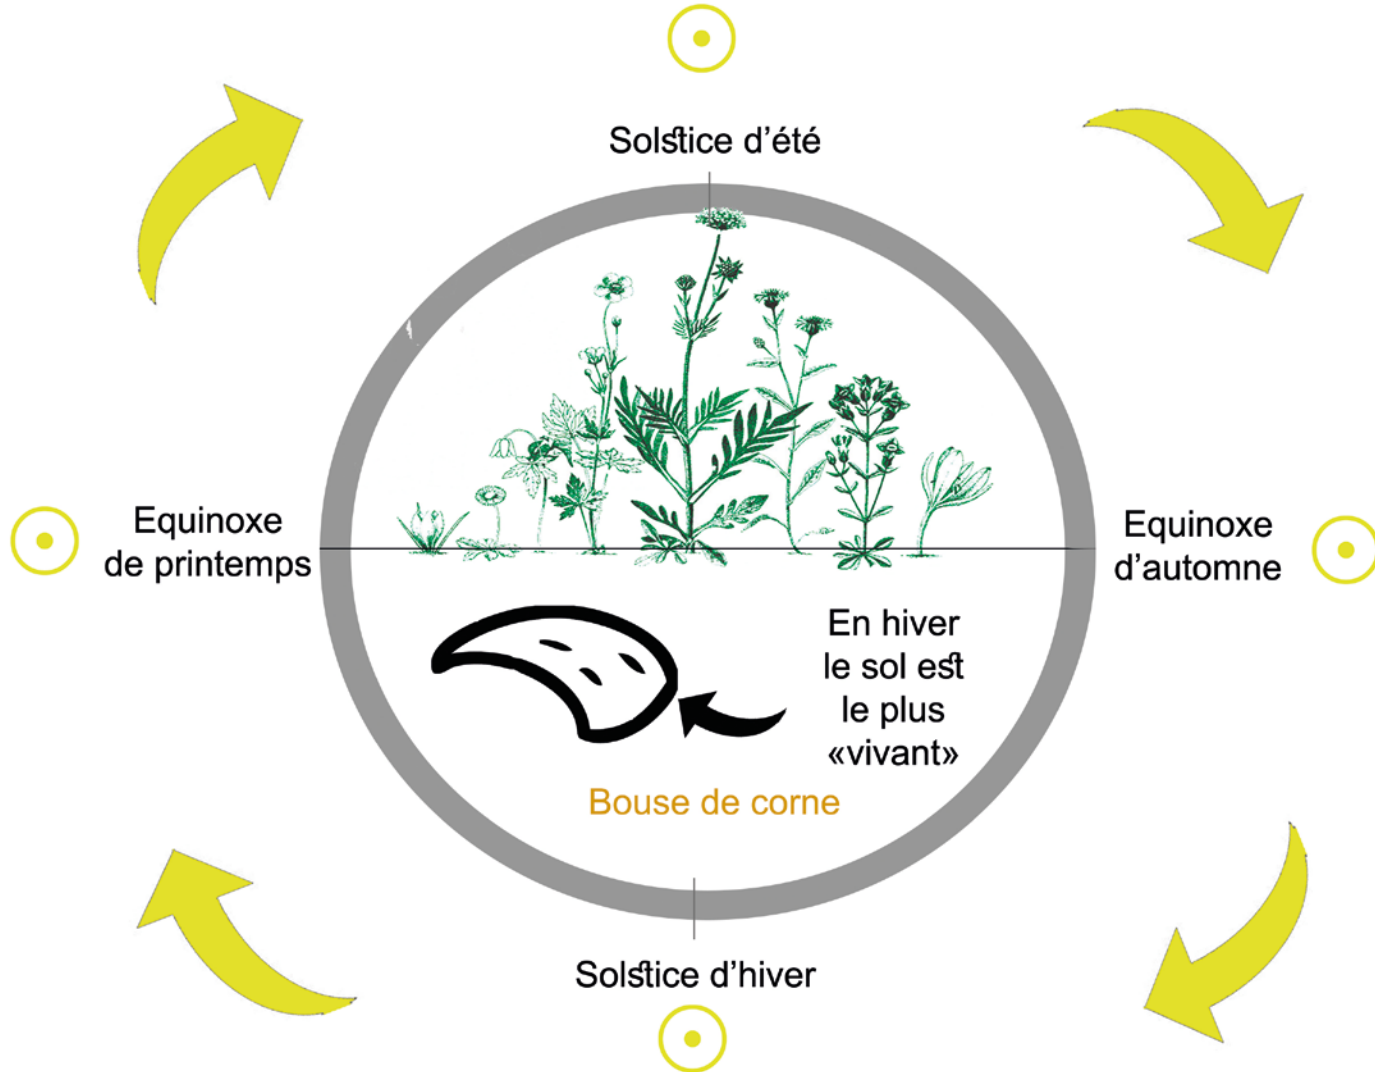 Solstice d’été
Equinoxe
de printemps
Equinoxe
d’automne
En hiver
le sol est
le plus
«vivant»
Bouse de corne
Solstice d’hiver